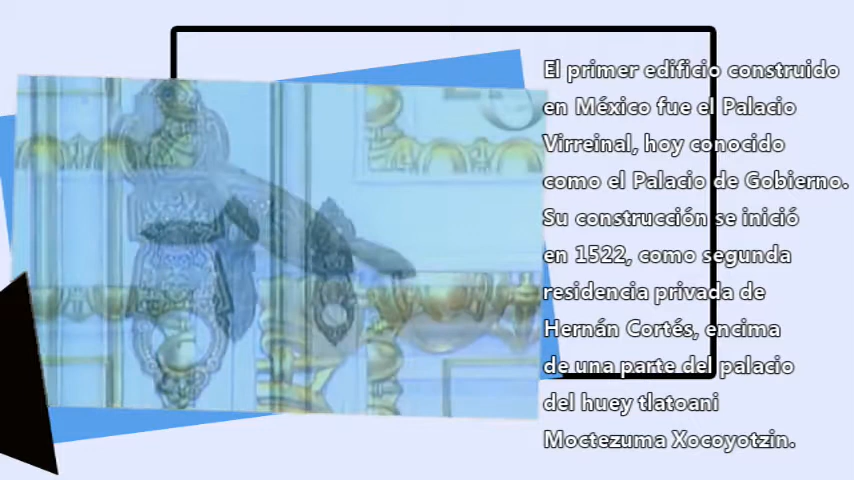 El primer edificio construido
en México fue el Palacio
Virreinal, hoy conocido
como el Palacio de Gobierno.
Su construcción se inició
en 1522, como segunda
residencia privada de
Hernán Cortés, encima
de una parte del palacio
del huey tlatoani
Moctezuma Xocoyotzin.